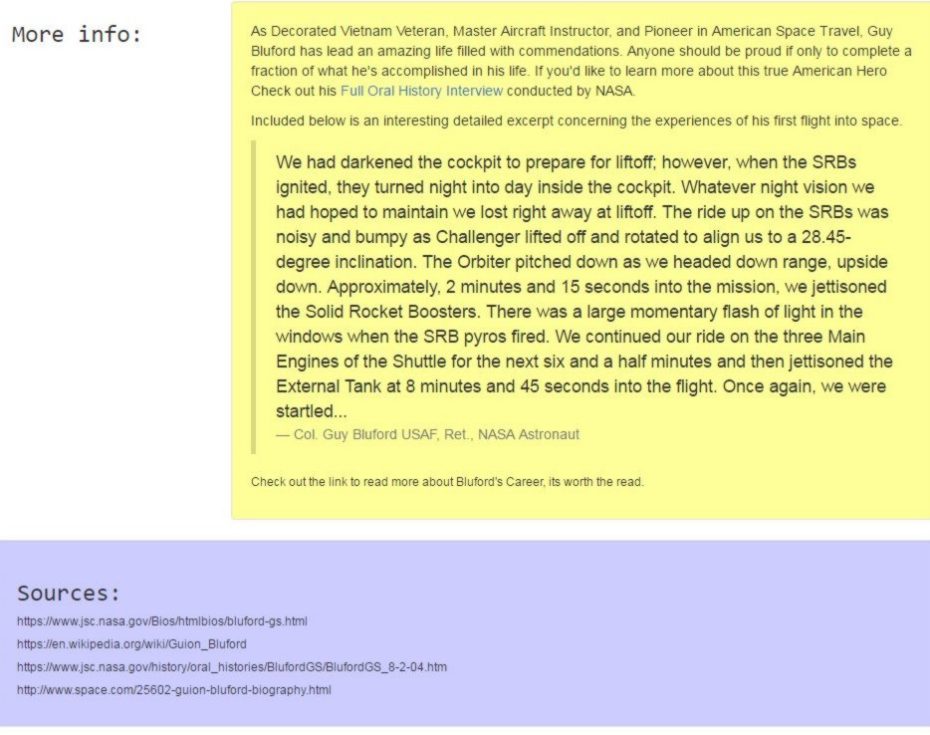 More info:
As Decorated Vietnam Veteran, Master Aircraft Instructor, and Pioneer in American Space Travel, Guy
Bluford has lead an amazing life filled with commendations. Anyone should be proud if only to complete a
fraction of what he's accomplished in his life. If you'd like to learn more about this true American Hero
Check out his Full Oral History Interview conducted by NASA.
Included below is an interesting detailed excerpt concerning the experiences of his first flight into space.
We had darkened the cockpit to prepare for liftoff; however, when the SRBs
ignited, they turned night into day inside the cockpit. Whatever night vision we
had hoped to maintain we lost right away at liftoff. The ride up on the SRBs was
noisy and bumpy as Challenger lifted off and rotated to align us to a 28.45-
degree inclination. The Orbiter pitched down as we headed down range, upside
down. Approximately, 2 minutes and 15 seconds into the mission, we jettisoned
the Solid Rocket Boosters. There was a large momentary flash of light in the
windows when the SRB pyros fired. We continued our ride on the three Main
Engines of the Shuttle for the next six and a half minutes and then jettisoned the
External Tank at 8 minutes and 45 seconds into the flight. Once again, we were
startled...
— Col. Guy Bluford USAF, Ret., NASA Astronaut
Check out the link to read more about Bluford's Career, its worth the read.
Sources:
https://www.jsc.nasa.gov/Bios/htmlbios/bluford-gs.html
https://en.wikipedia.org/wiki/Guion_Bluford
https://www.jsc.nasa.gov/history/oral_histories/BlufordGS/BlufordGS_8-2-04.htm
http://www.space.com/25602-guion-bluford-biography.html